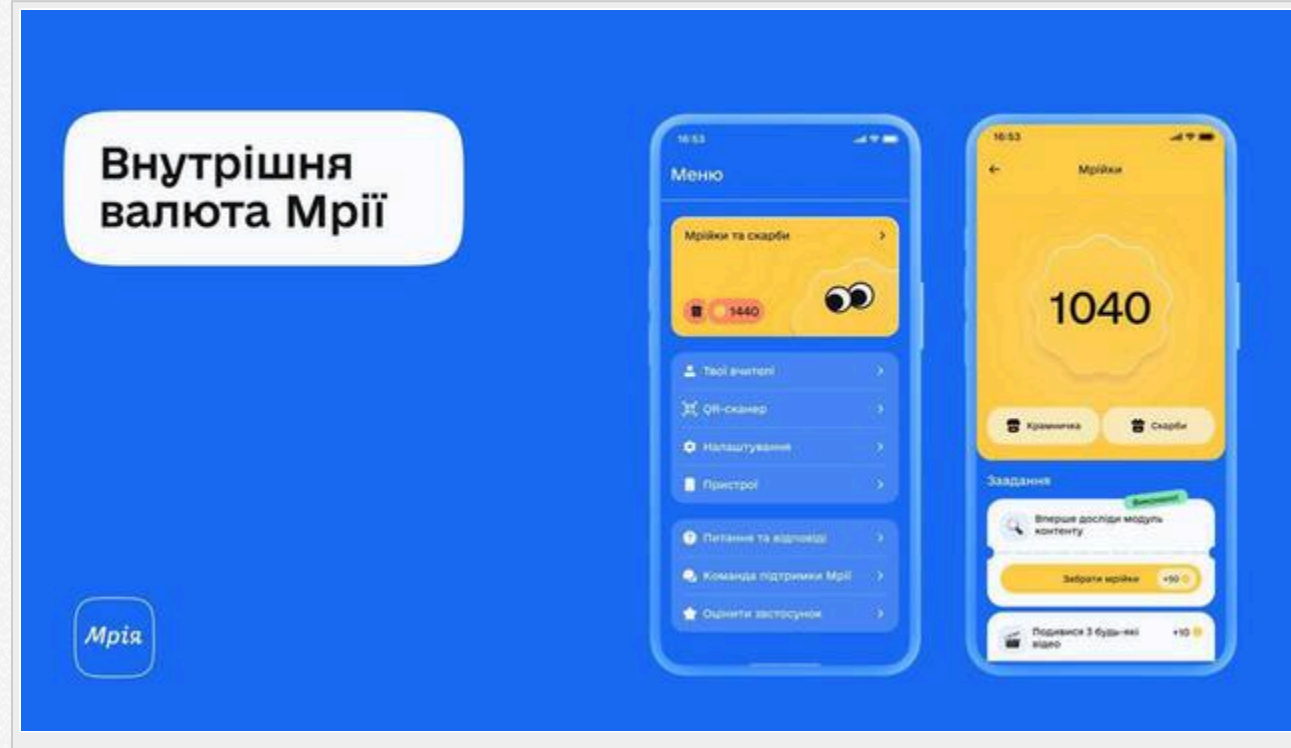 Внутрішня
валюта Мрії
Мрія
16:53
Меню
Мрійки та скарби
1440
Твої вчителі
QR-сканер
Налаштування
Пристрої
Питання та відповіді
Команда підтримки Мрії
Оцінити застосунок
16:53
Мрійки
1040
Крамничка
Скарби
Завдання
Виконано!
Вперше досліди модуль
контенту
Забрати мрійки
Подивися 3 будь-які
відео
+10